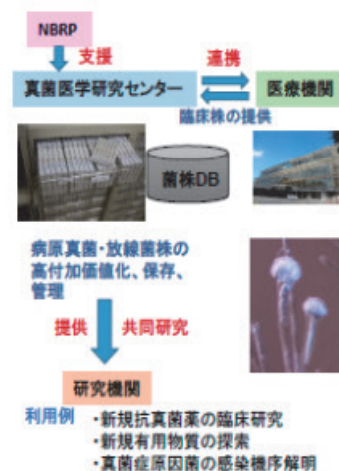 NBRP
支援
真菌医学研究センター
連携
医療機関
臨床株の提供
菌株DB
病原真菌・放線菌株の
高付加価値化、保存、
管理
提供
共同研究
研究機関
利用例
・新規抗真菌薬の臨床研究
・新規有用物質の探索
・真菌症原因菌の感染機序解明